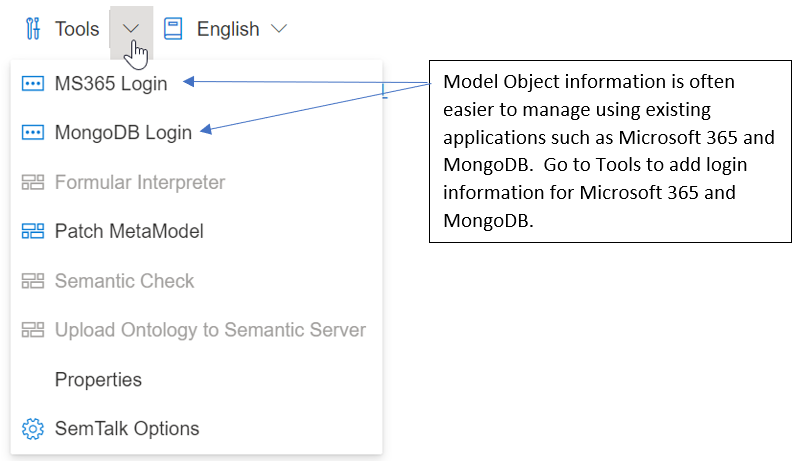 Tools English
MS365 Login
MongoDB Login
Formular Interpreter
Patch MetaModel
Semantic Check
Upload Ontology to Semantic Server
Properties
SemTalk Options
Model Object information is often
easier to manage using existing
applications such as Microsoft 365 and
MongoDB.  Go to Tools to add login
information for Microsoft 365 and
MongoDB.